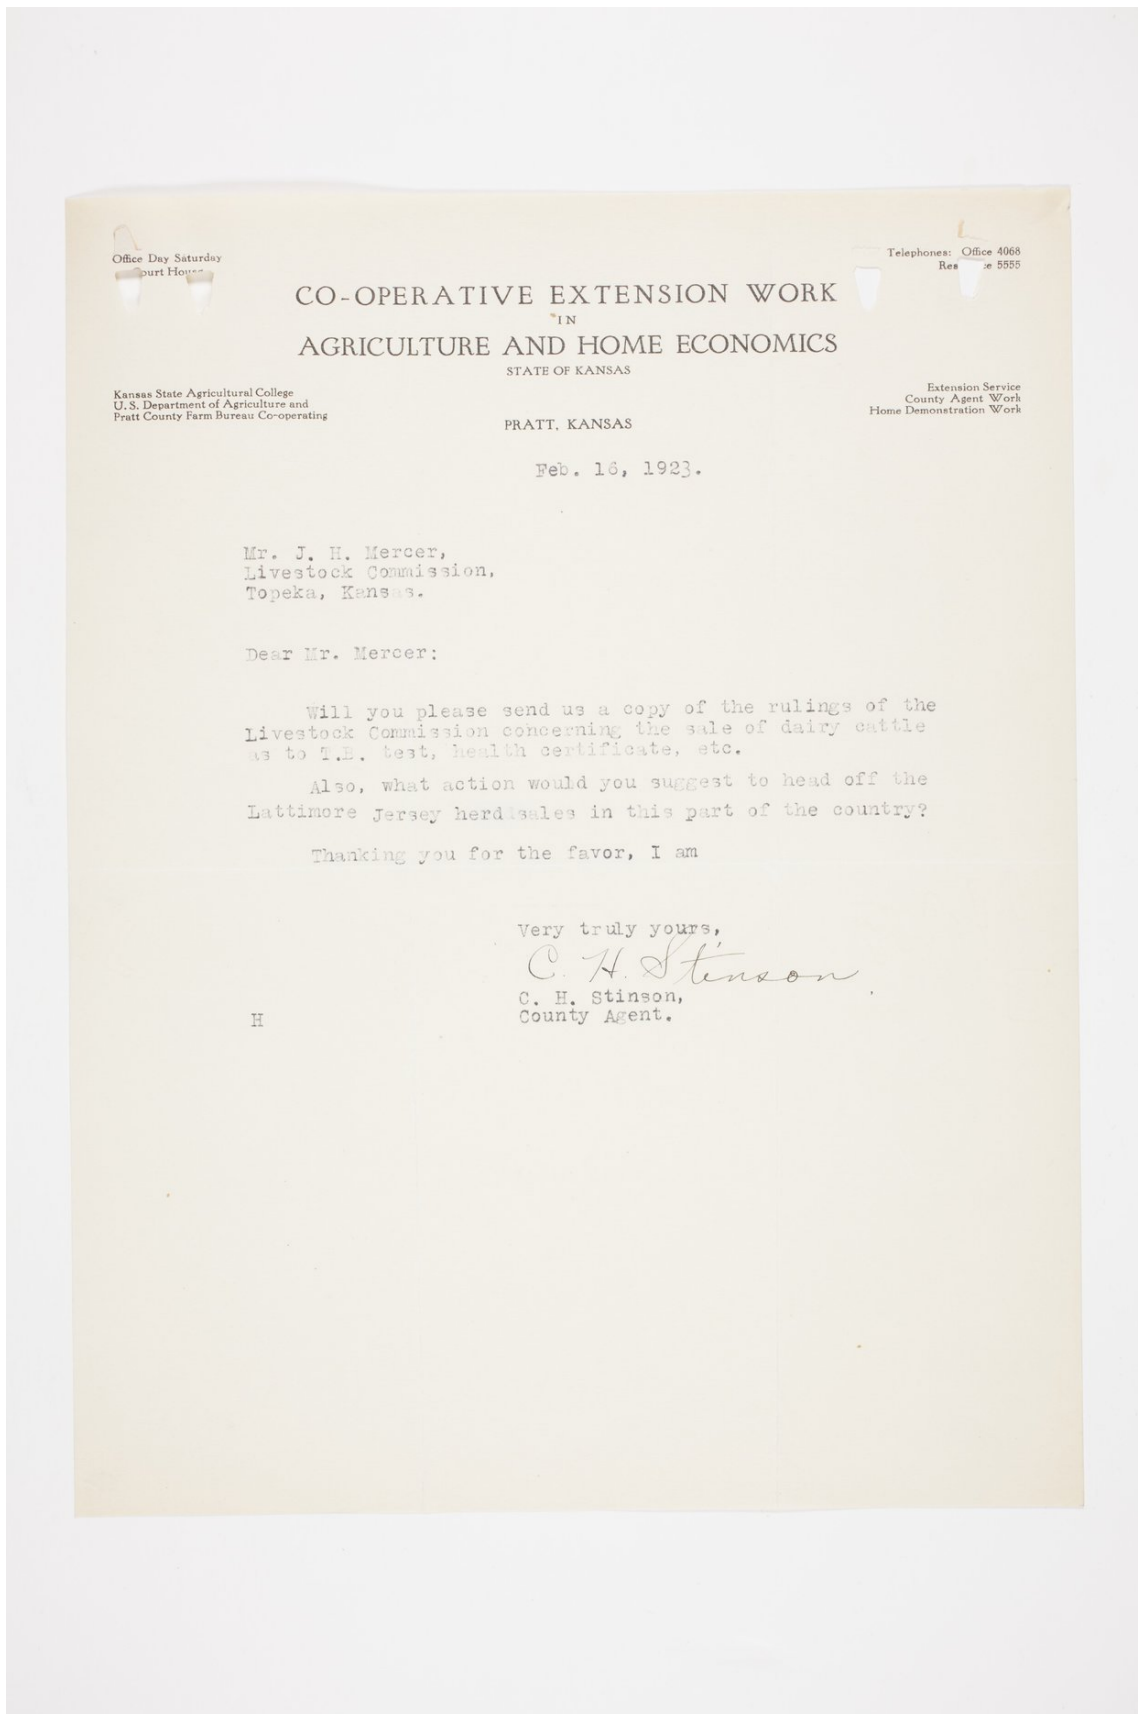 Office Day Saturday
Court House
Telephones: Office 4068
Residence 5555
CO-OPERATIVE EXTENSION WORK
IN
AGRICULTURE AND HOME ECONOMICS
STATE OF KANSAS
Kansas State Agricultural College
U. S. Department of Agriculture and
Pratt County Farm Bureau Co-operating
Extension Service
County Agent Work
Home Demonstration Work
PRATT, KANSAS
Feb. 16, 1923.
Mr. J. H. Mercer,
Livestock Commission,
Topeka, Kansas.
Dear Mr. Mercer:
Will you please send us a copy of the rulings of the
Livestock Commission concerning the sale of dairy cattle
as to T.B. test, health certificate, etc.
Also, what action would you suggest to head off the
Lattimore Jersey herd sales in this part of the country?
Thanking you for the favor, I am
Very truly yours,
C. H. Stinson
C. H. Stinson,
County Agent.
H